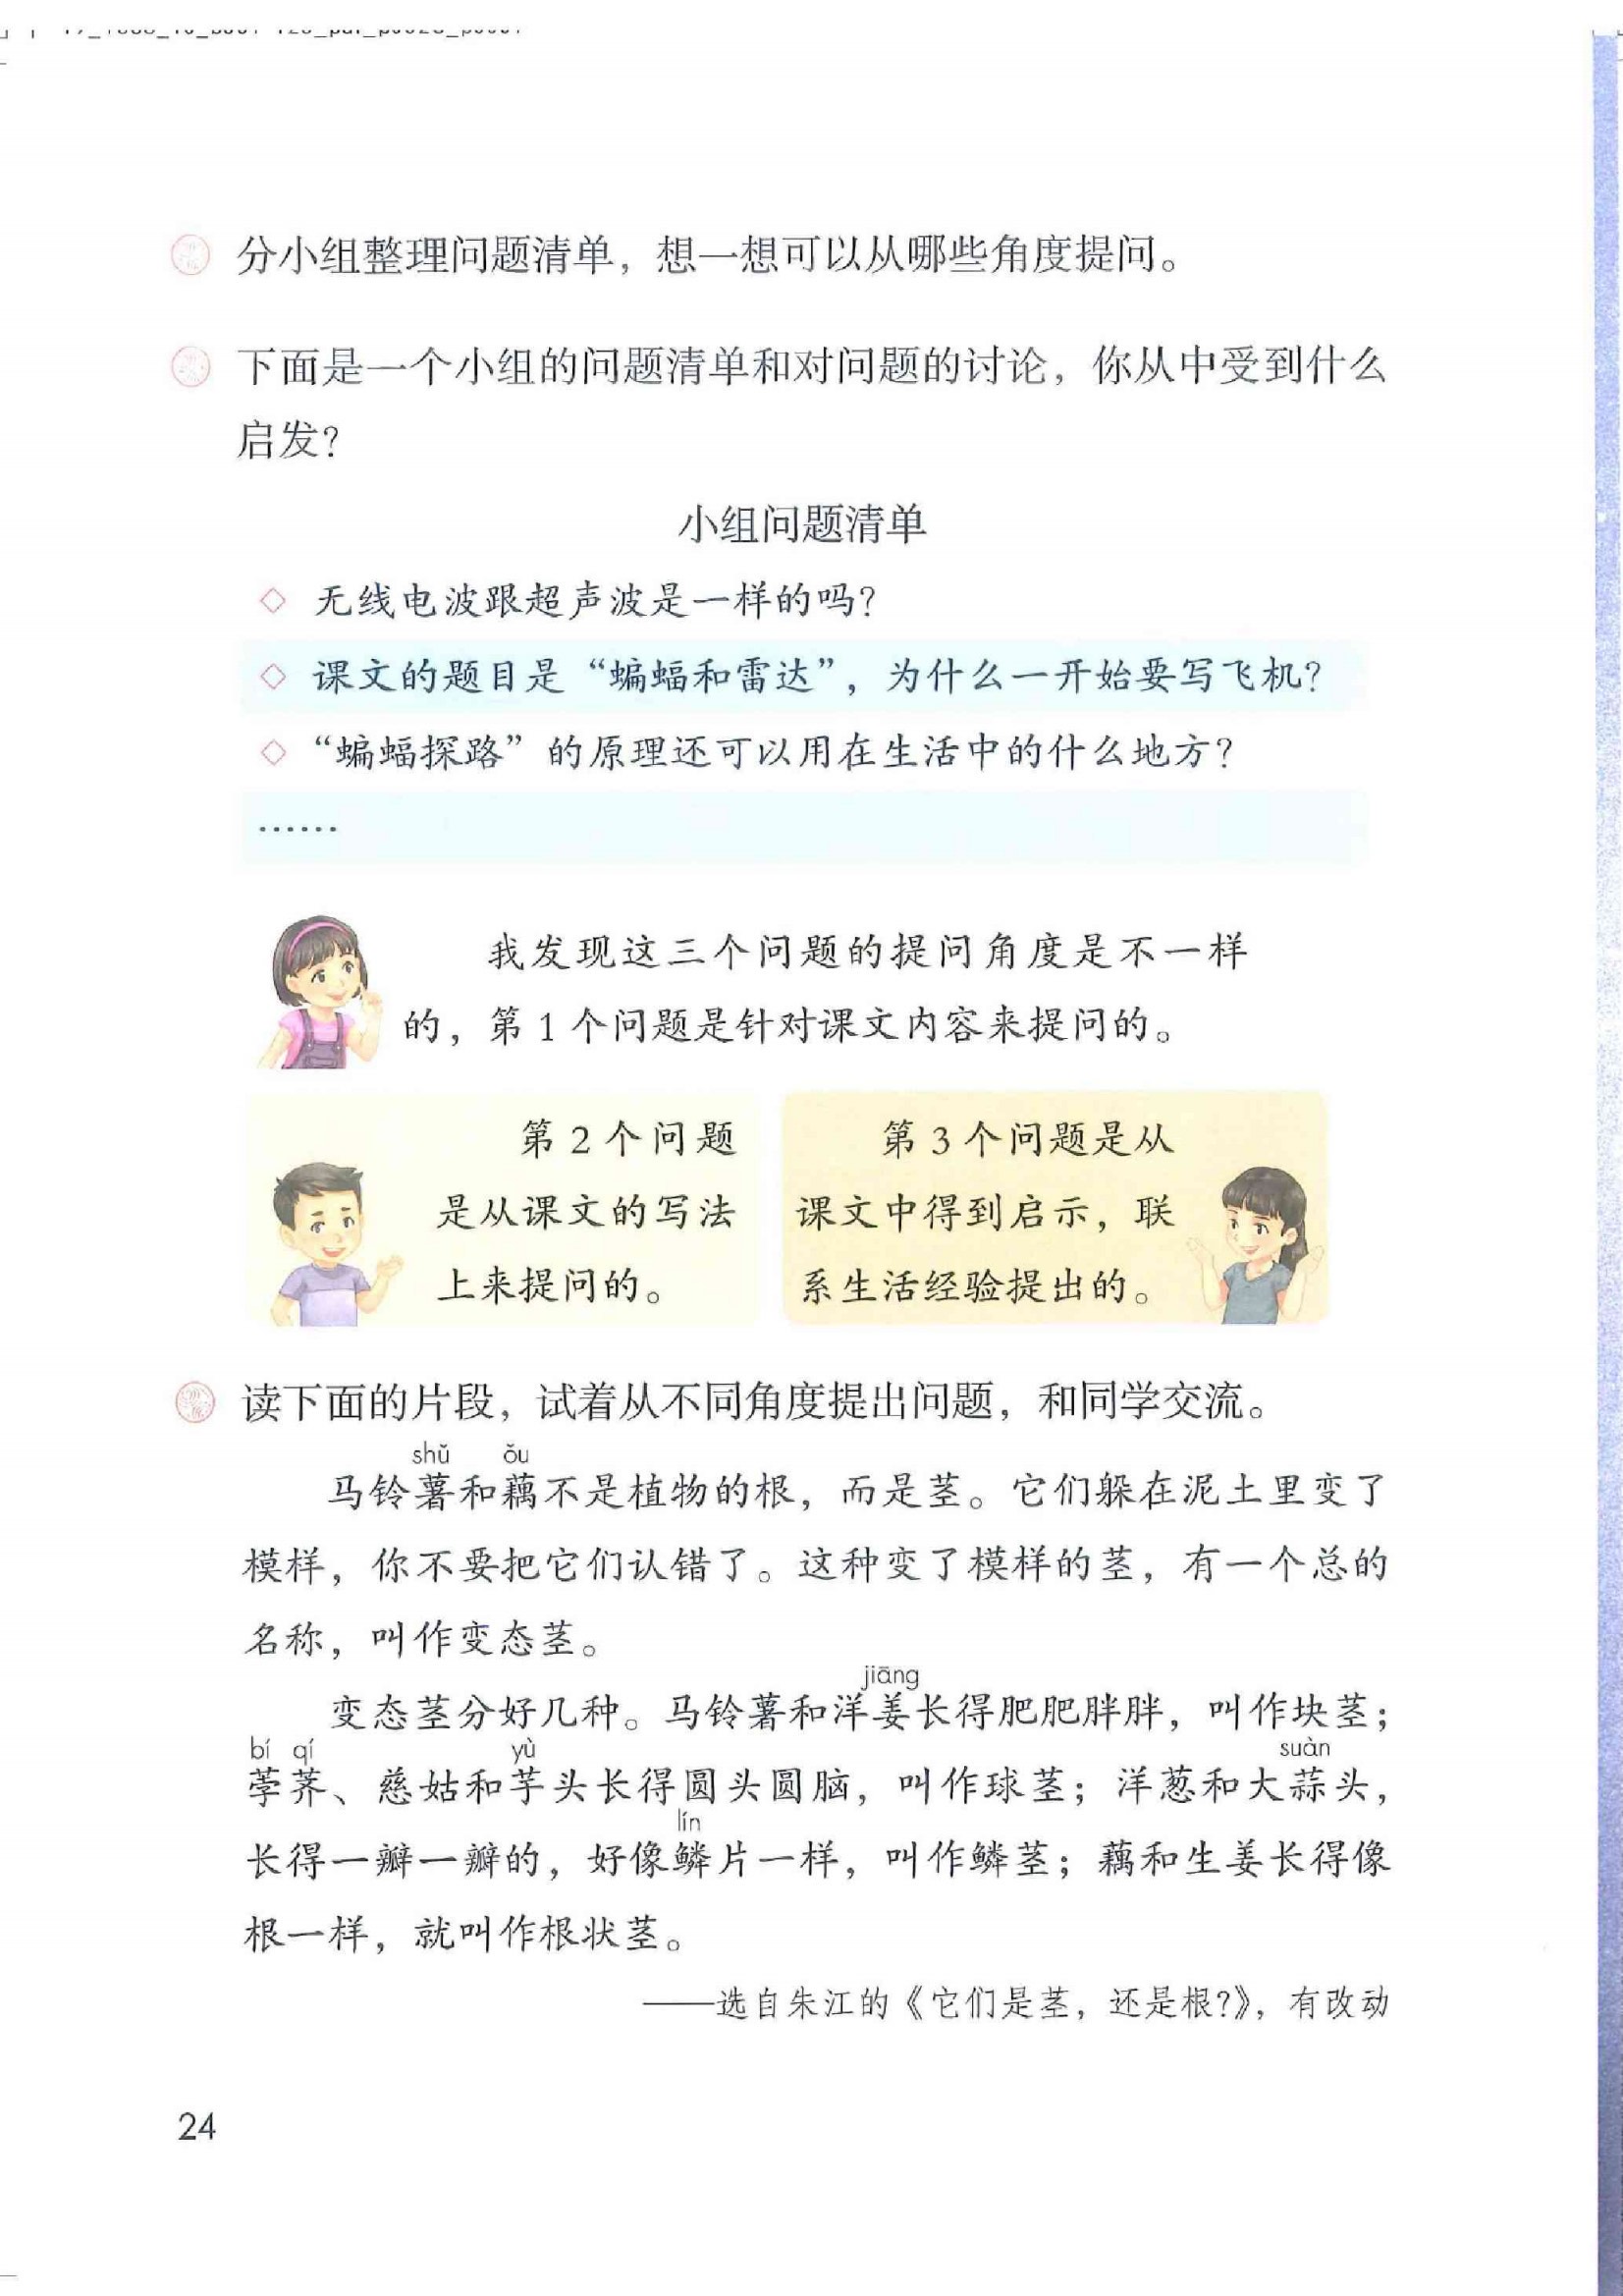 分小组整理问题清单，想一想可以从哪些角度提问。
下面是一个小组的问题清单和对问题的讨论，你从中受到什么
启发？
小组问题清单
◇ 无线电波跟超声波是一样的吗？
◇ 课文的题目是“蝙蝠和雷达”，为什么一开始要写飞机？
◇ “蝙蝠探路”的原理还可以用在生活中的什么地方？
……
我发现这三个问题的提问角度是不一样
的，第1个问题是针对课文内容来提问的。
第2个问题
是从课文的写法
上来提问的。
第3个问题是从
课文中得到启示，联
系生活经验提出的。
读下面的片段，试着从不同角度提出问题，和同学交流。
shǔ ǒu
马铃薯和藕不是植物的根，而是茎。它们躲在泥土里变了
模样，你不要把它们认错了。这种变了模样的茎，有一个总的
名称，叫作变态茎。
jiāng
变态茎分好几种。马铃薯和洋姜长得肥肥胖胖，叫作块茎；
bí qí yù suàn
荸荠、慈姑和芋头长得圆头圆脑，叫作球茎；洋葱和大蒜头，
lín
长得一瓣一瓣的，好像鳞片一样，叫作鳞茎；藕和生姜长得像
根一样，就叫作根状茎。
——选自朱江的《它们是茎，还是根？》，有改动
24